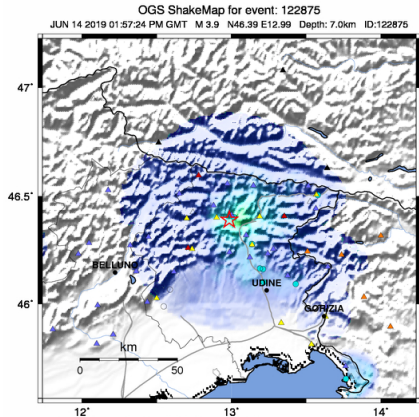 OGS ShakeMap for event: 122875
JUN 14 2019 01:57:24 PM GMT M 3.9 N46.39 E12.99 Depth: 7.0km ID:122875
47˚
46.5˚
BELLUNO
UDINE
46˚
GORIZIA
km
0 50
12˚ 13˚ 14˚